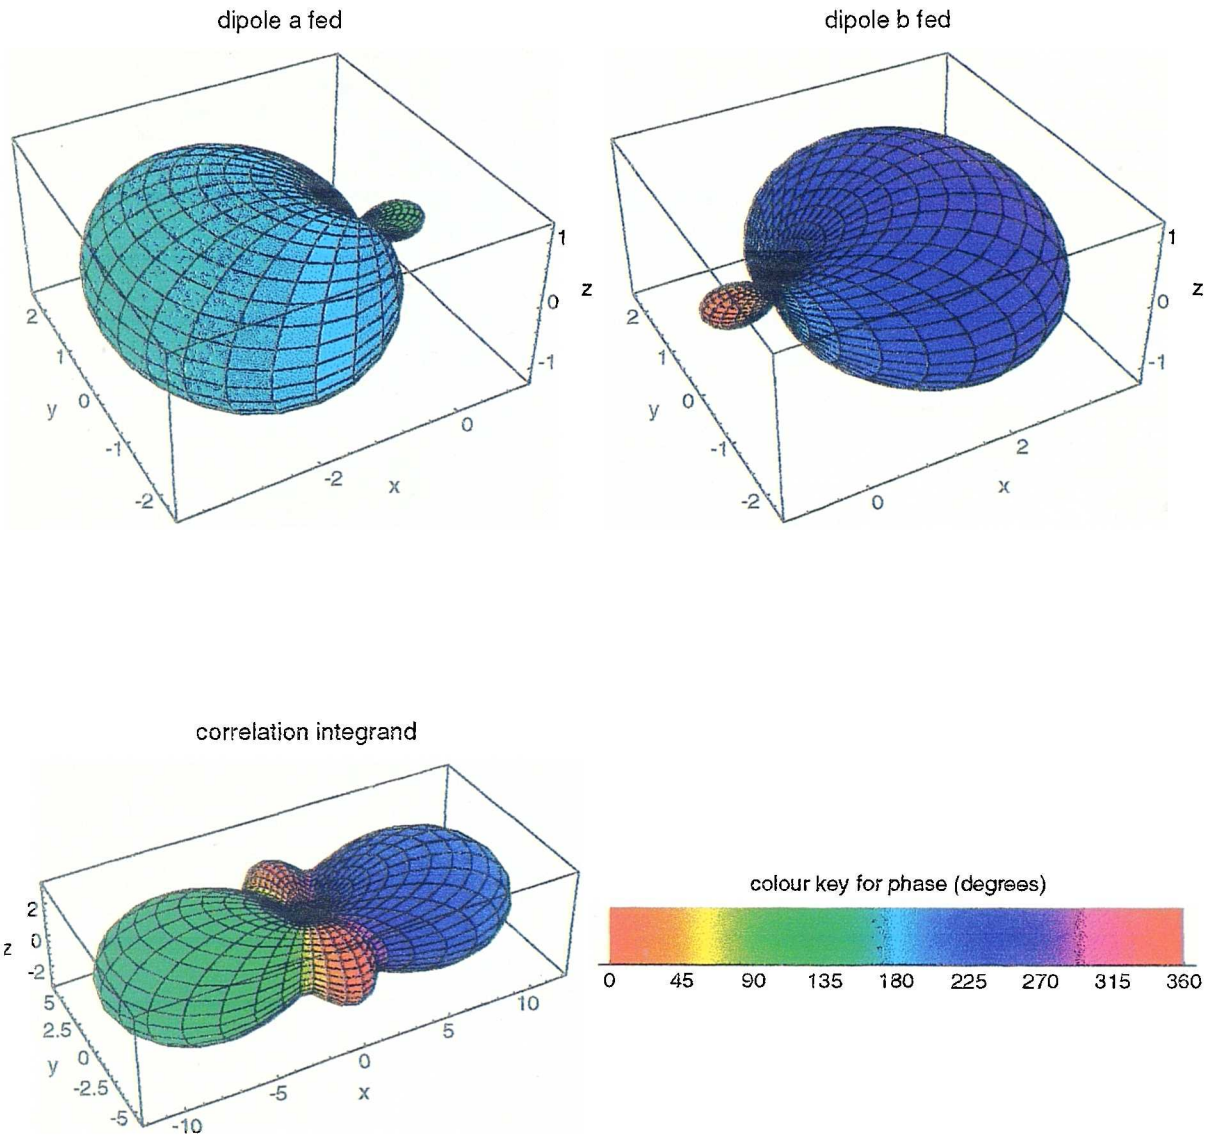 dipole a fed
dipole b fed
1
0
-1
z
2
1
0
-1
-2
y
0
-2
x
1
0
-1
z
2
1
0
-1
-2
y
2
0
x
correlation integrand
2
0
-2
z
5
2.5
0
-2.5
-5
y
-10
-5
0
5
10
x
colour key for phase (degrees)
0 45 90 135 180 225 270 315 360